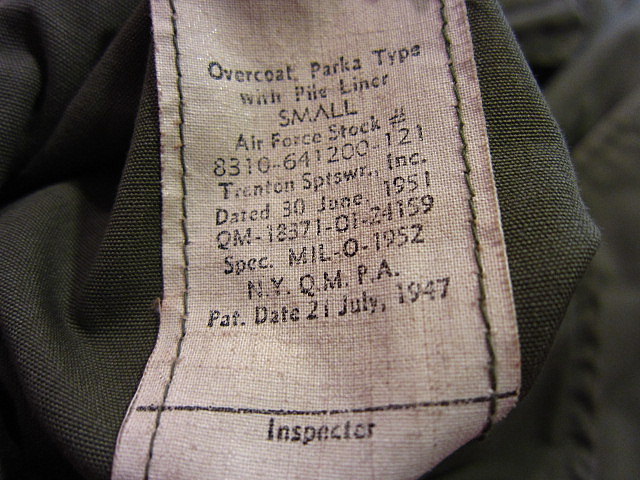 Overcoat, Parka Type
with Pile Liner
SMALL
Air Force Stock #
8310-641200-121
Trenton Sptswr., Inc.
Dated 30 June, 1951
QM-18371-OI-24159
Spec. MIL-O-1952
N.Y. Q.M. P.A.
Pat. Date 21 July, 1947
Inspector